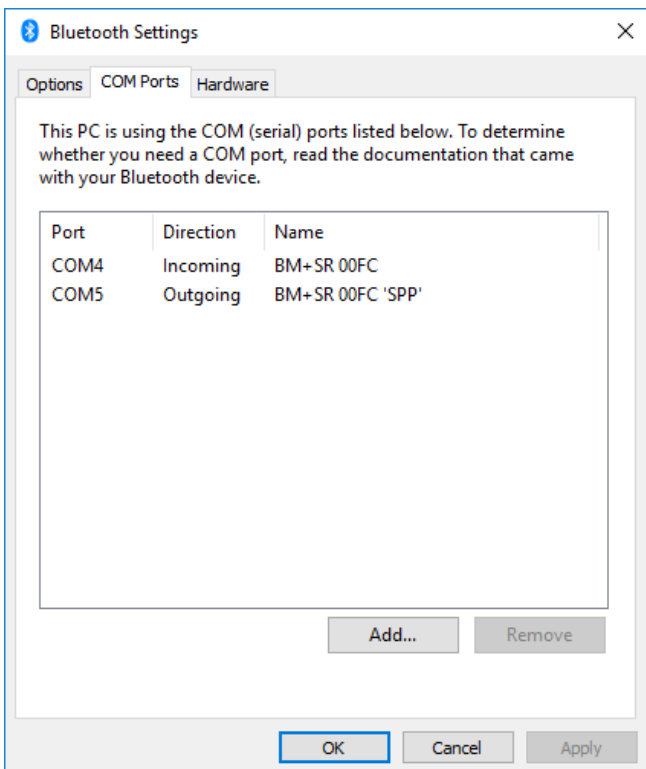 Bluetooth Settings
Options COM Ports Hardware
This PC is using the COM (serial) ports listed below. To determine
whether you need a COM port, read the documentation that came
with your Bluetooth device.
Port Direction Name
COM4 Incoming BM+SR 00FC
COM5 Outgoing BM+SR 00FC 'SPP'
Add... Remove
OK Cancel Apply